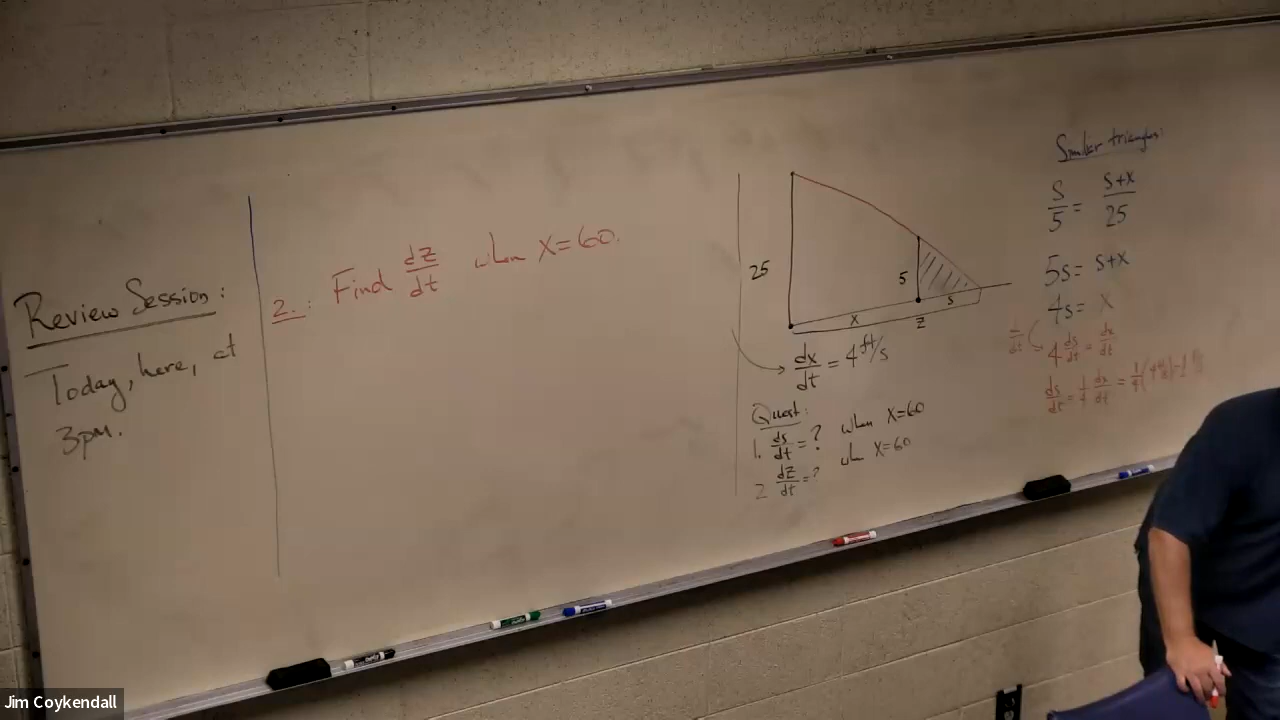 Review Session:
Today, here, at
3pm.
2.: Find dz/dt when x=60.
25
5
s
x
z
dx/dt = 4 ft/s
Quest:
1. ds/dt = ? when x=60
2 dz/dt = ? when x=60
Similar triangles:
s/5 = s+x/25
5s = s+x
4s = x
d/dt 4 ds/dt = dx/dt
ds/dt = 1/4 dx/dt = 1/4 (4 ft/s) = 1 ft/s
Jim Coykendall